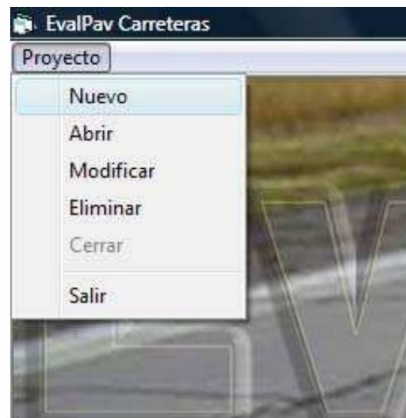 EvalPav Carreteras
Proyecto
Nuevo
Abrir
Modificar
Eliminar
Cerrar
Salir